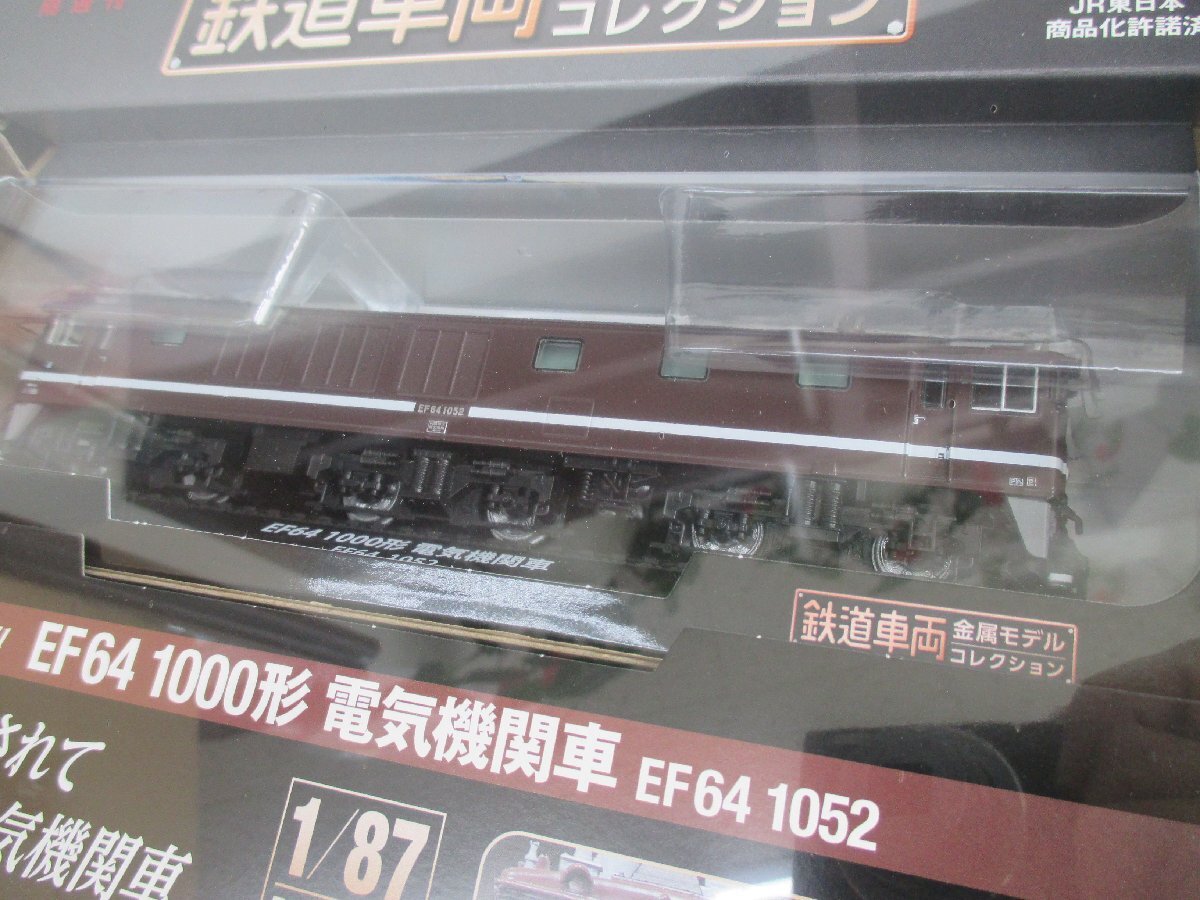 鉄道車両 コレクション
JR東日本
商品化許諾済
EF641052
EF64 1000形 電気機関車
EF64 1052
鉄道車両 金属モデル
コレクション
EF64 1000形 電気機関車 EF64 1052
されて
気機関車
1/87